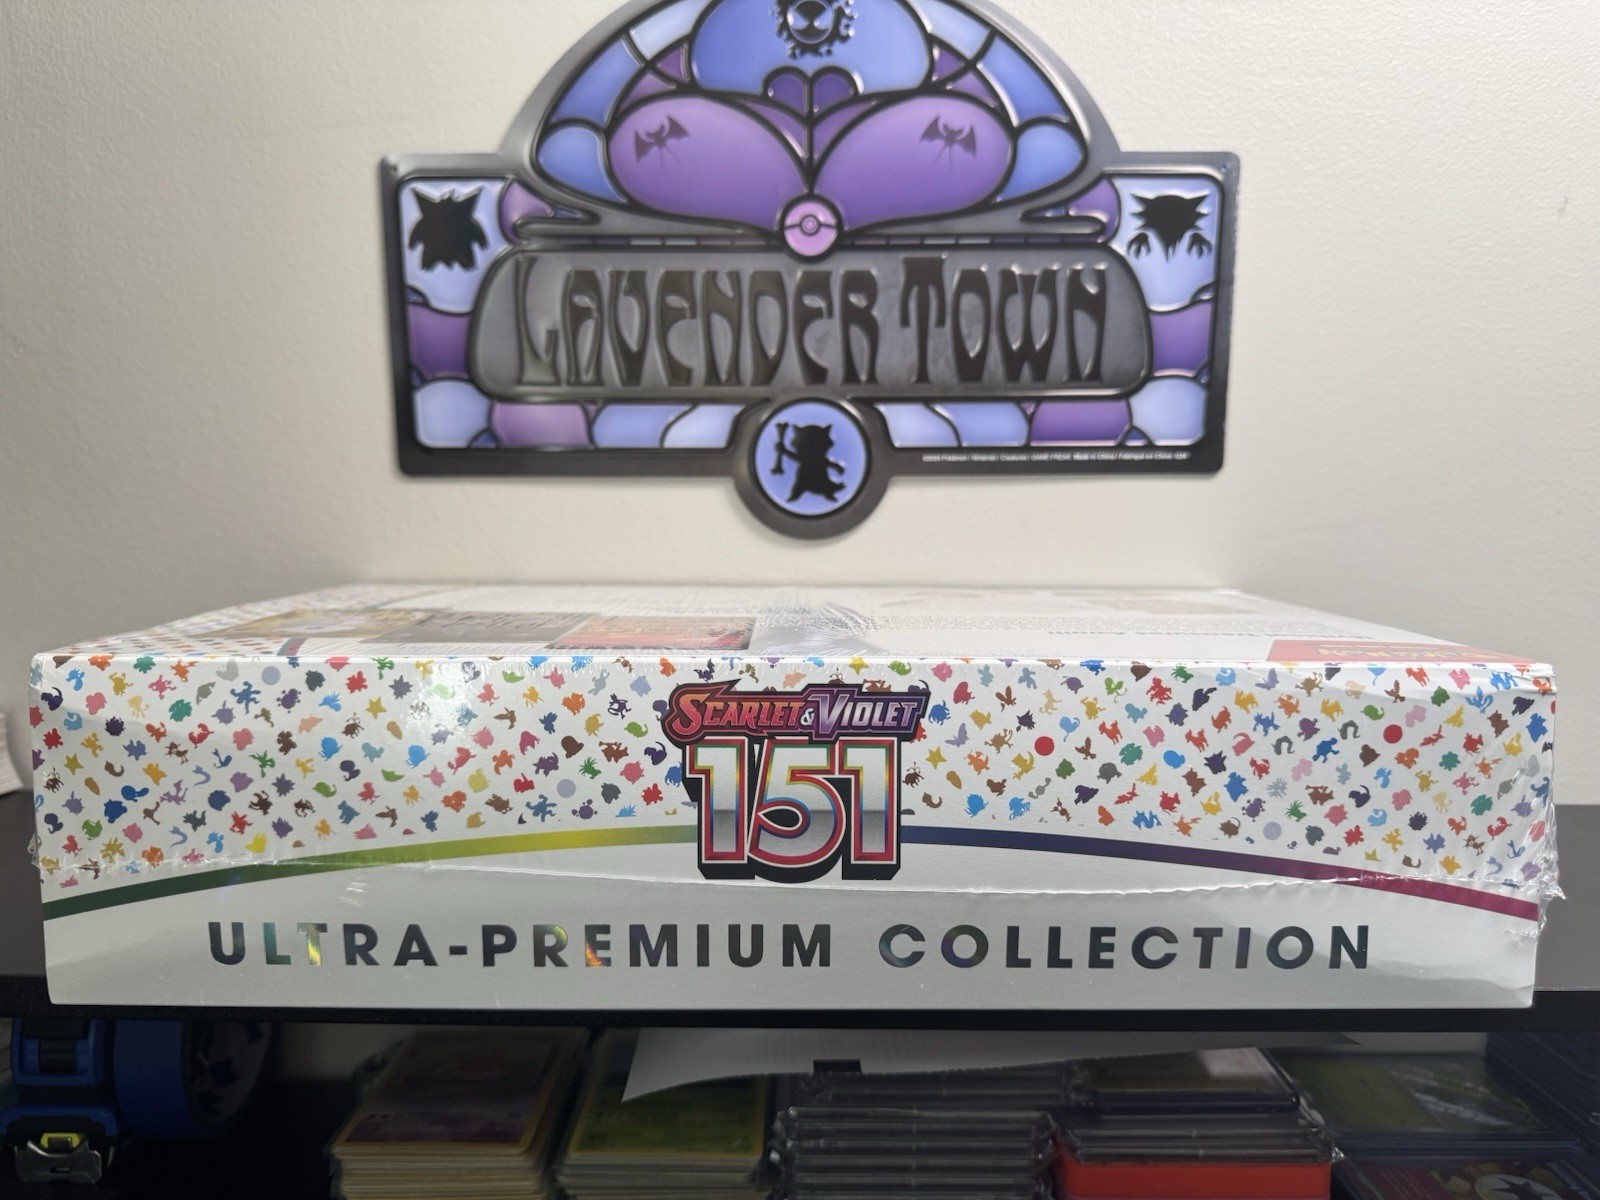 LAVENDER TOWN
SCARLET & VIOLET
151
ULTRA-PREMIUM COLLECTION